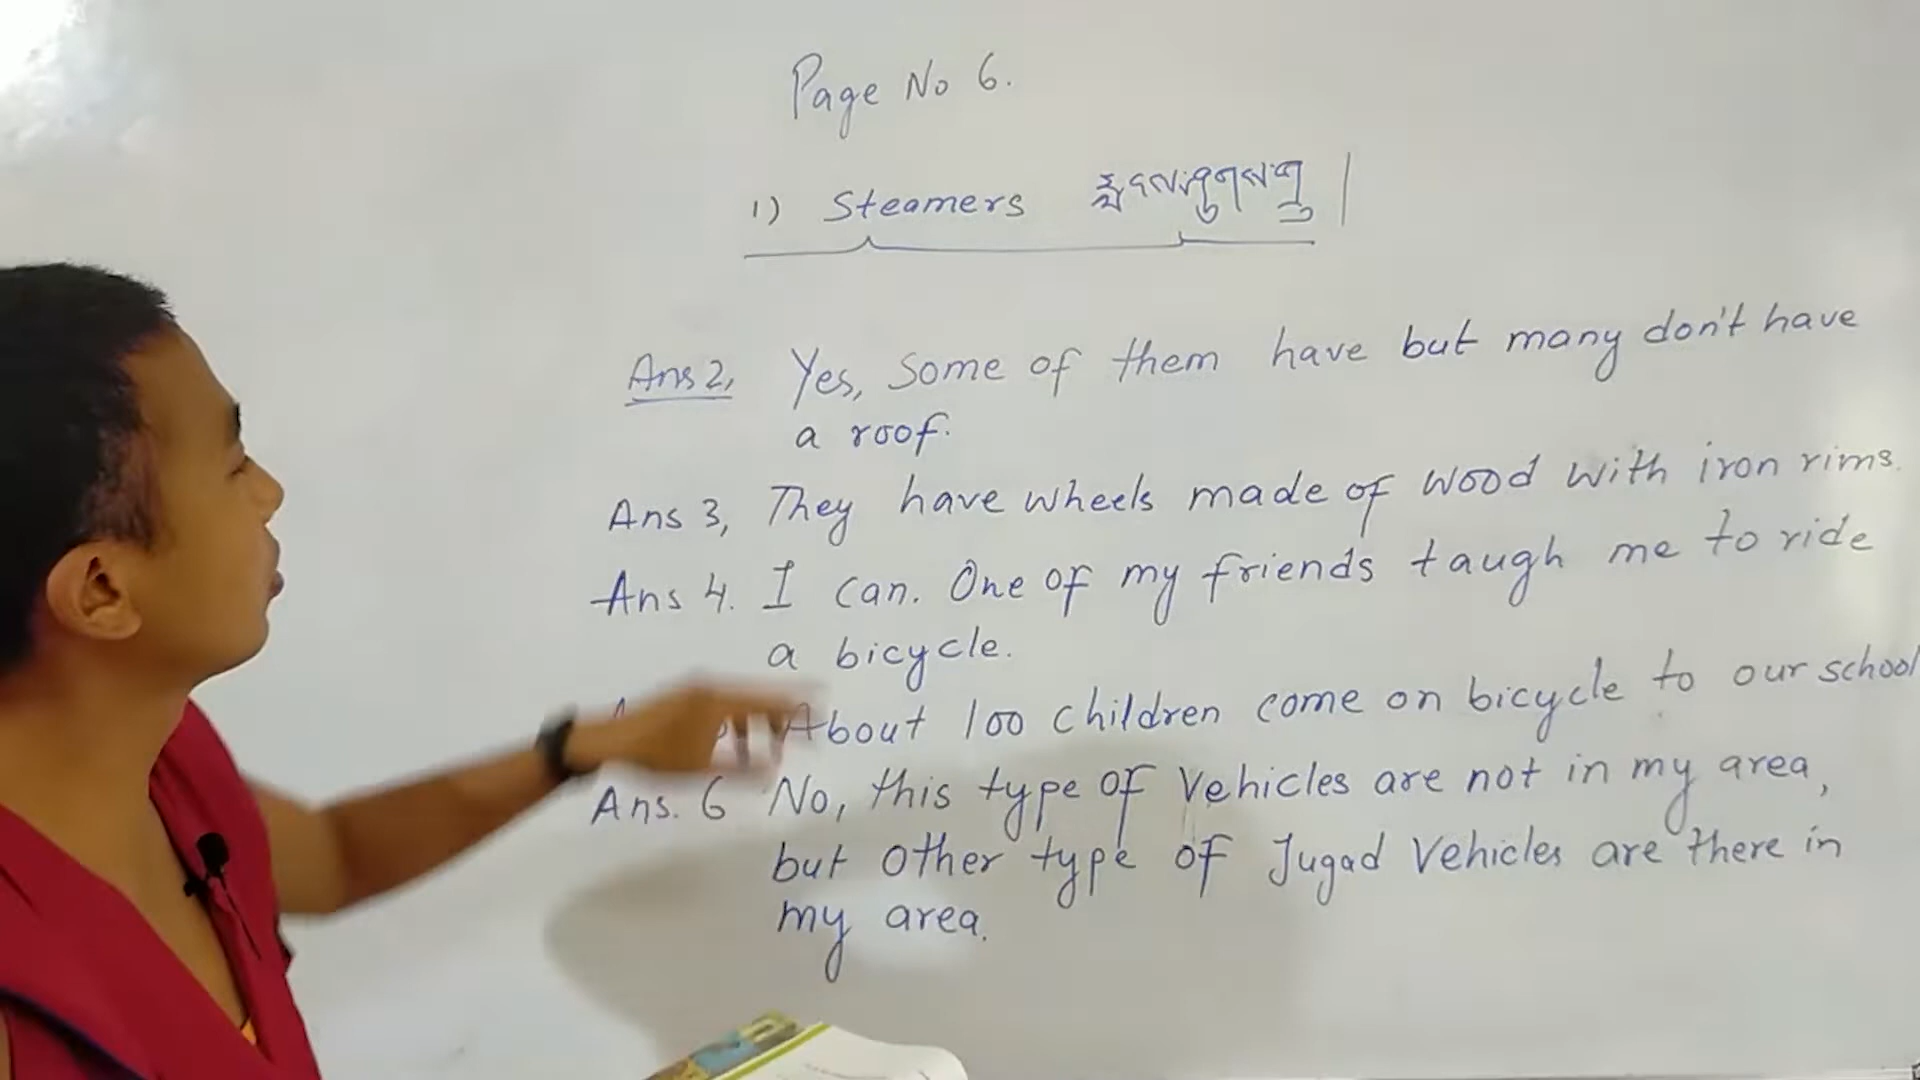 Page No 6.
1) Steamers
Ans 2, Yes, Some of them have but many don't have
a roof.
Ans 3, They have wheels made of wood with iron rims.
Ans 4. I can. One of my friends taugh me to ride
a bicycle.
About 100 children come on bicycle to our school
Ans. 6 No, this type of Vehicles are not in my area,
but other type of Jugad Vehicles are there in
my area.